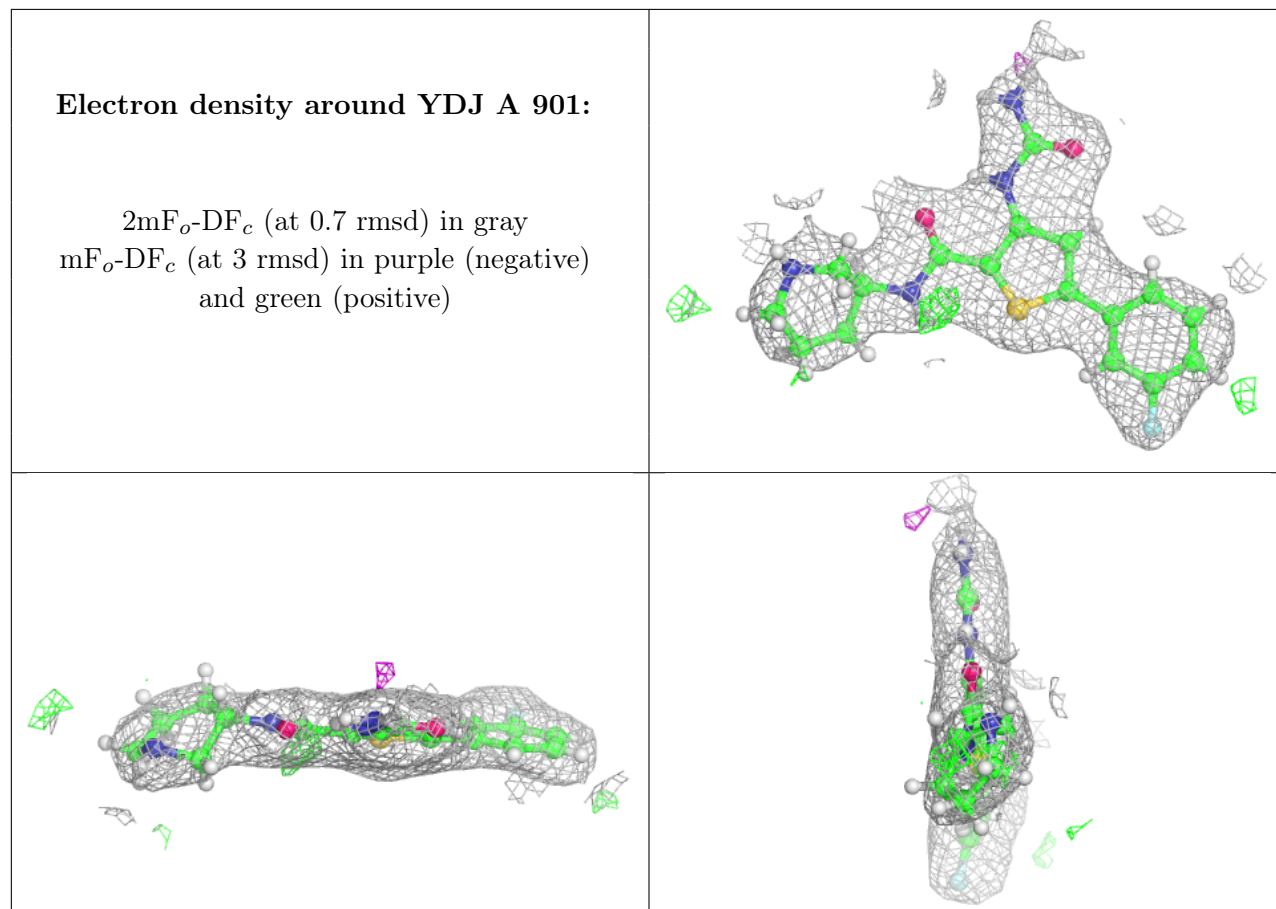 Electron density around YDJ A 901:
2mFo-DFc (at 0.7 rmsd) in gray
mFo-DFc (at 3 rmsd) in purple (negative)
and green (positive)